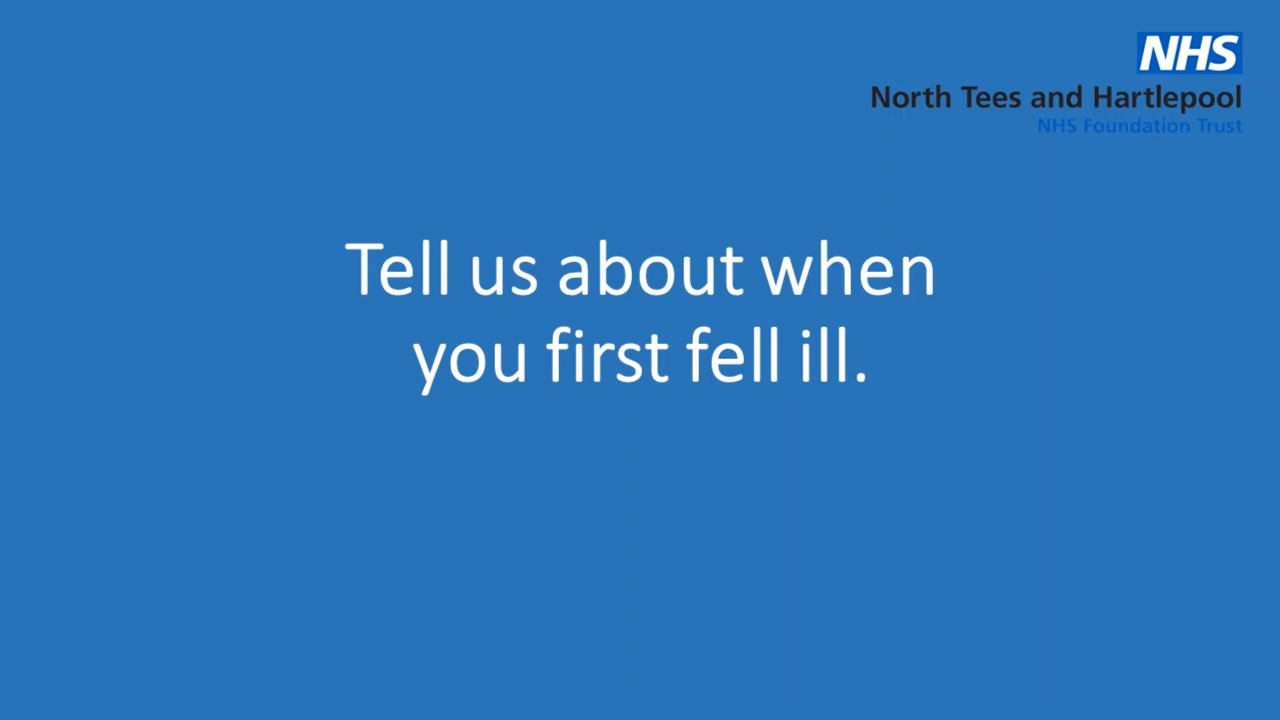 NHS
North Tees and Hartlepool
NHS Foundation Trust
Tell us about when
you first fell ill.